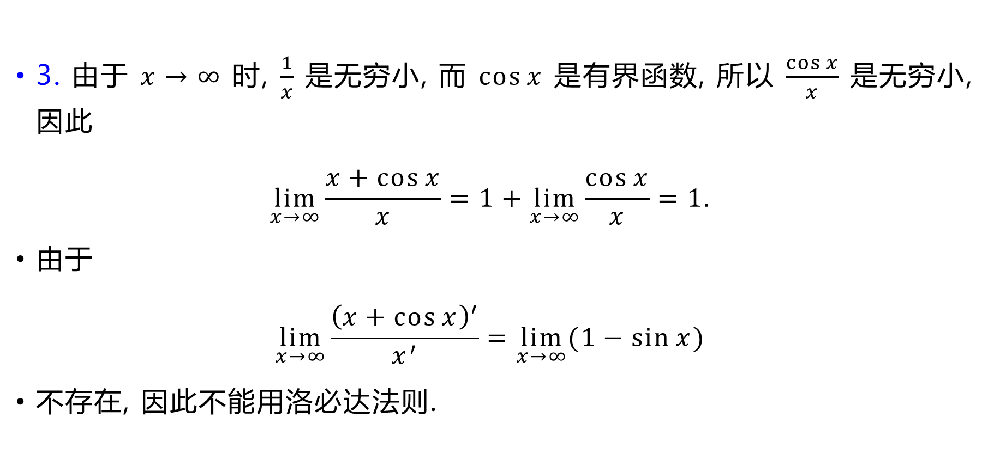 • 3. 由于 $x \to \infty$ 时, $\frac{1}{x}$ 是无穷小, 而 $\cos x$ 是有界函数, 所以 $\frac{\cos x}{x}$ 是无穷小,
因此
$\lim_{x \to \infty} \frac{x + \cos x}{x} = 1 + \lim_{x \to \infty} \frac{\cos x}{x} = 1.$
• 由于
$\lim_{x \to \infty} \frac{(x + \cos x)'}{x'} = \lim_{x \to \infty} (1 - \sin x)$
• 不存在, 因此不能用洛必达法则.